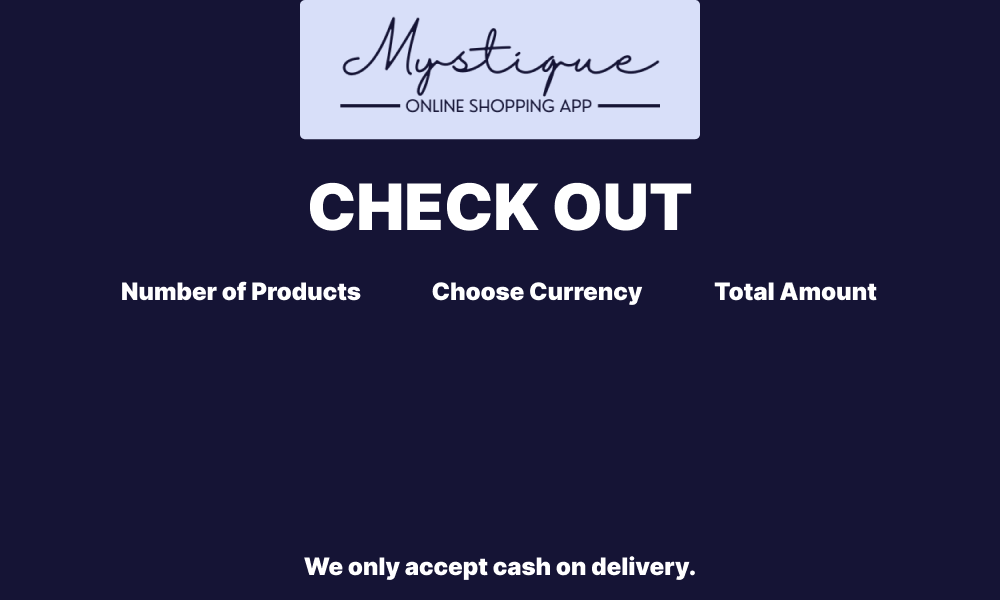 Mystique
ONLINE SHOPPING APP
CHECK OUT
Number of Products Choose Currency Total Amount
We only accept cash on delivery.